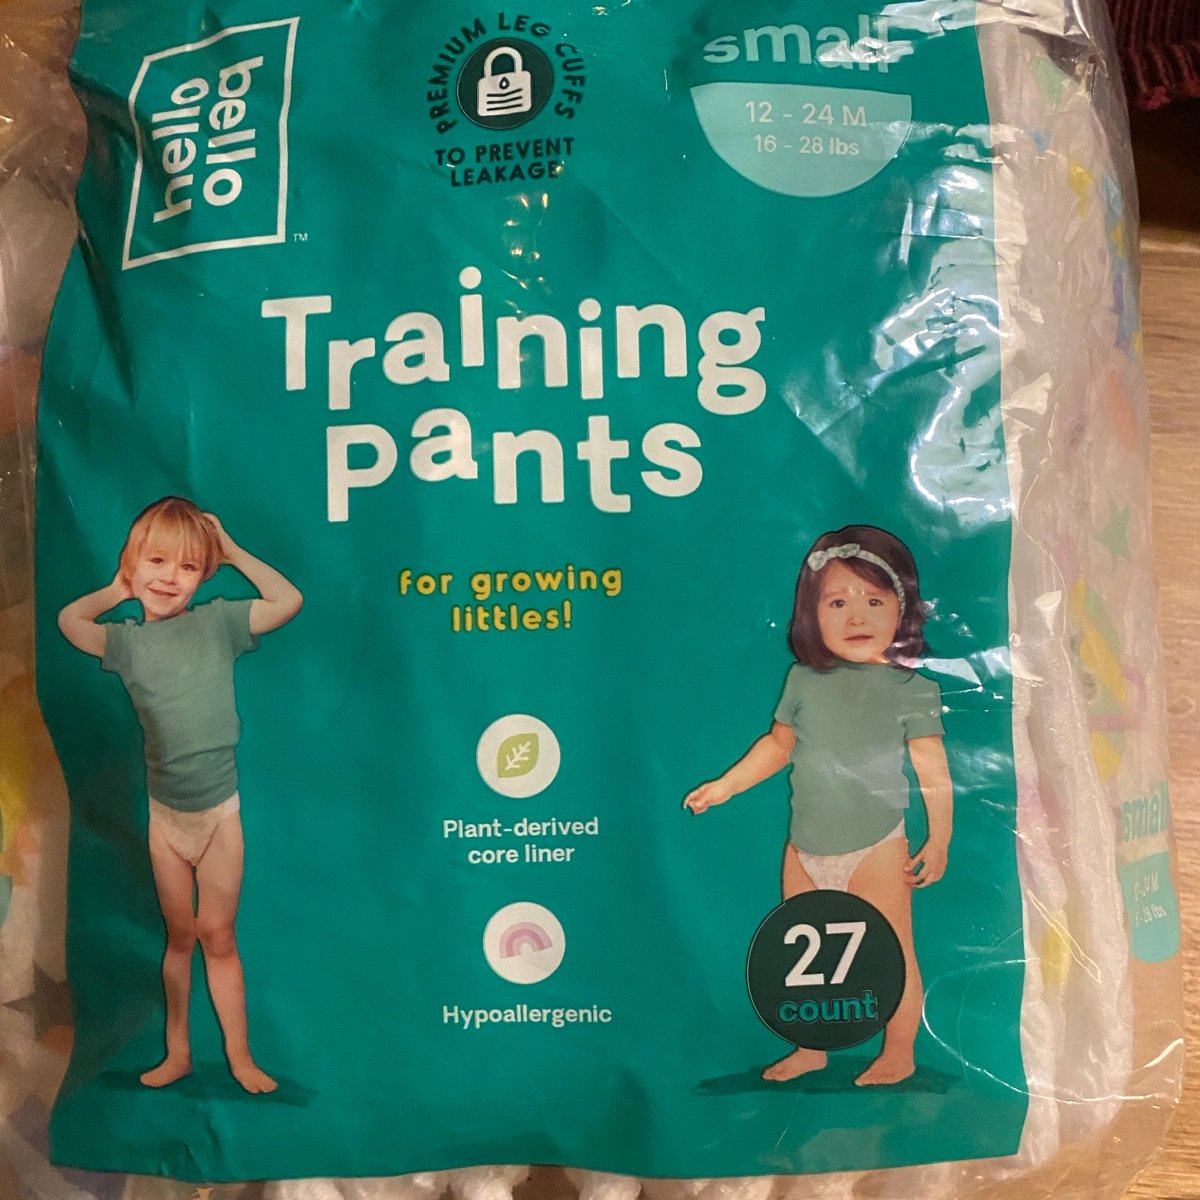 hello
bello
™
PREMIUM LEG CUFFS
TO PREVENT
LEAKAGE
small
12 - 24 M
16 - 28 lbs
Training
pants
for growing
littles!
Plant-derived
core liner
Hypoallergenic
27
count